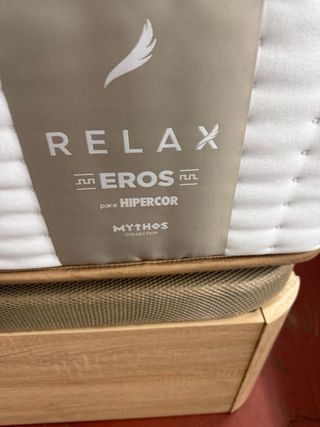 RELAX
EROS
para HIPERCOR
MYTHOS
COLLECTION